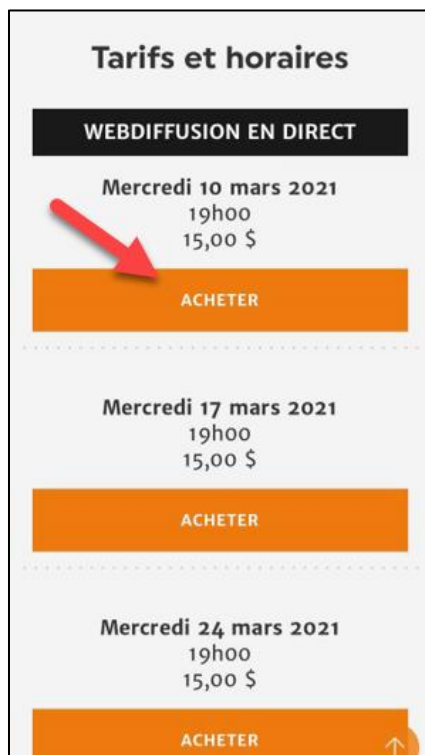 Tarifs et horaires
WEBDIFFUSION EN DIRECT
Mercredi 10 mars 2021
19h00
15,00 $
ACHETER
Mercredi 17 mars 2021
19h00
15,00 $
ACHETER
Mercredi 24 mars 2021
19h00
15,00 $
ACHETER